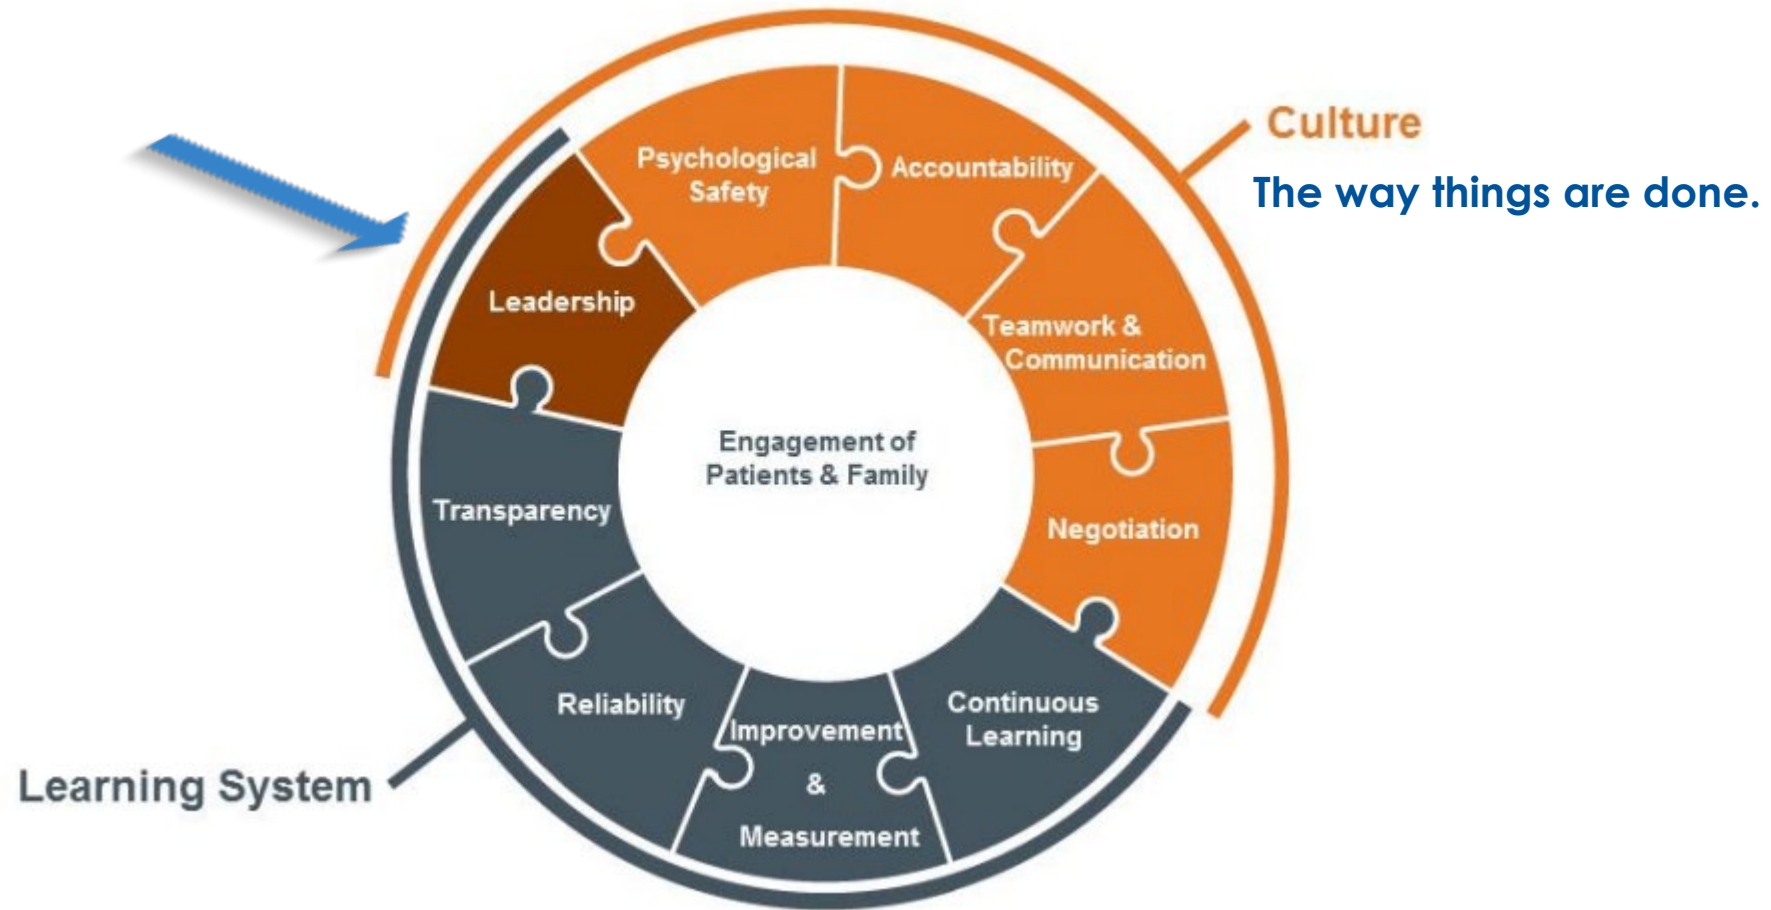 Culture
The way things are done.
Psychological
Safety
Accountability
Leadership
Teamwork &
Communication
Engagement of
Patients & Family
Transparency
Negotiation
Reliability
Improvement
&
Measurement
Continuous
Learning
Learning System